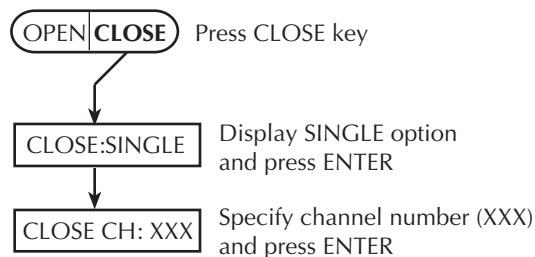 OPEN CLOSE Press CLOSE key
CLOSE:SINGLE
Display SINGLE option
and press ENTER
CLOSE CH: XXX
Specify channel number (XXX)
and press ENTER